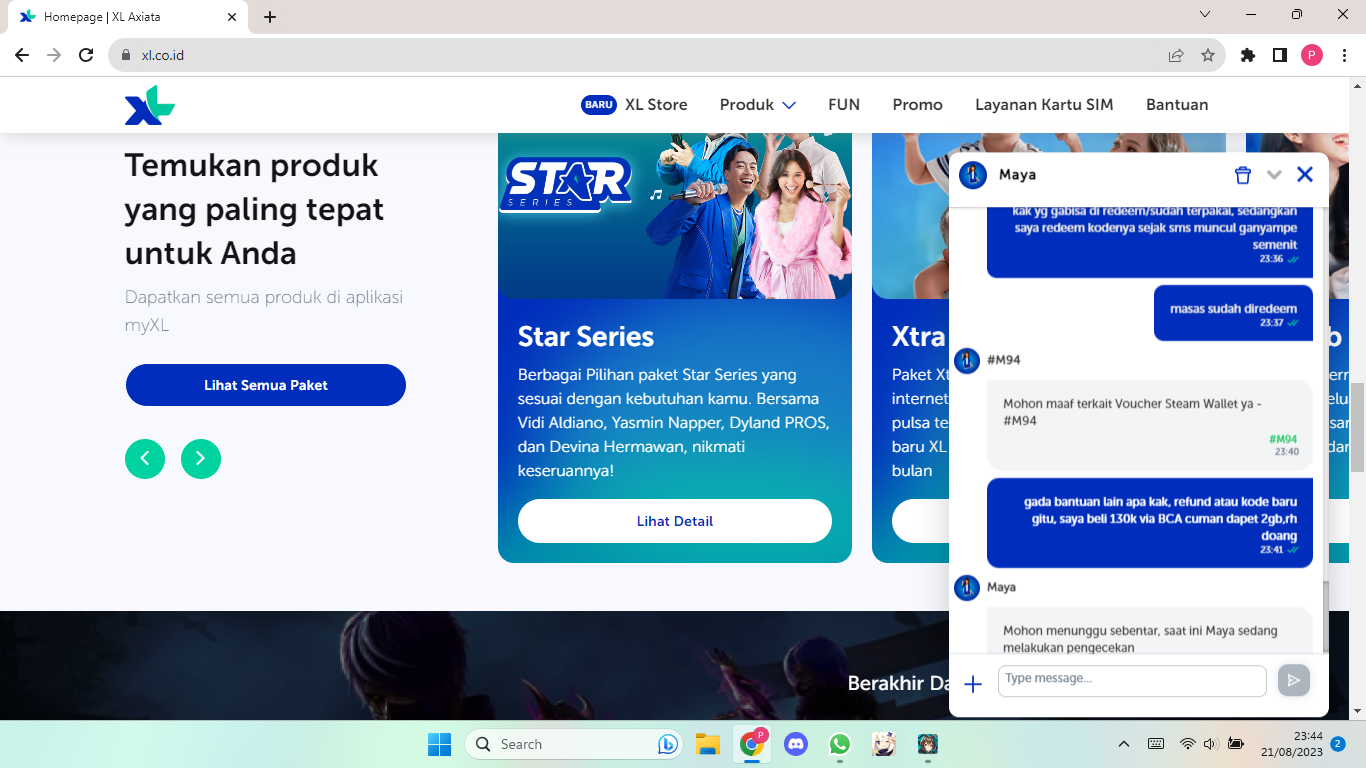 Homepage | XL Axiata
xl.co.id
P
XL
BARU XL Store Produk FUN Promo Layanan Kartu SIM Bantuan
Temukan produk
yang paling tepat
untuk Anda
Dapatkan semua produk di aplikasi
myXL
Lihat Semua Paket
STAR
SERIES
Star Series
Berbagai Pilihan paket Star Series yang
sesuai dengan kebutuhan kamu. Bersama
Vidi Aldiano, Yasmin Napper, Dyland PROS,
dan Devina Hermawan, nikmati
keseruannya!
Lihat Detail
Xtra
Paket Xt
internet
pulsa te
baru XL
bulan
Berakhir Da
Maya
kak yg gabisa di redeem/sudah terpakai, sedangkan
saya redeem kodenya sejak sms muncul ganyampe
semenit
23:36
masas sudah diredeem
23:37
#M94
Mohon maaf terkait Voucher Steam Wallet ya -
#M94
#M94
23:40
gada bantuan lain apa kak, refund atau kode baru
gitu, saya beli 130k via BCA cuman dapet 2gb,rh
doang
23:41
Maya
Mohon menunggu sebentar, saat ini Maya sedang
melakukan pengecekan
Type message...
Search
P
23:44
21/08/2023
2